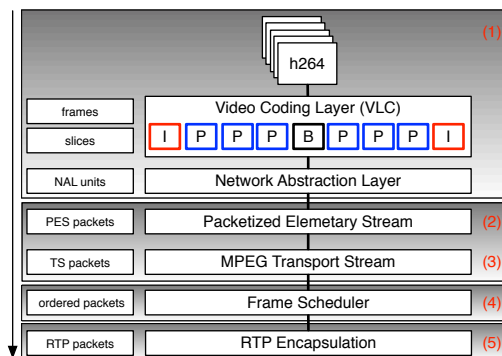 (1)
h264
frames
Video Coding Layer (VLC)
slices
I P P P B P P P I
NAL units
Network Abstraction Layer
PES packets
Packetized Elemetary Stream
(2)
TS packets
MPEG Transport Stream
(3)
ordered packets
Frame Scheduler
(4)
RTP packets
RTP Encapsulation
(5)